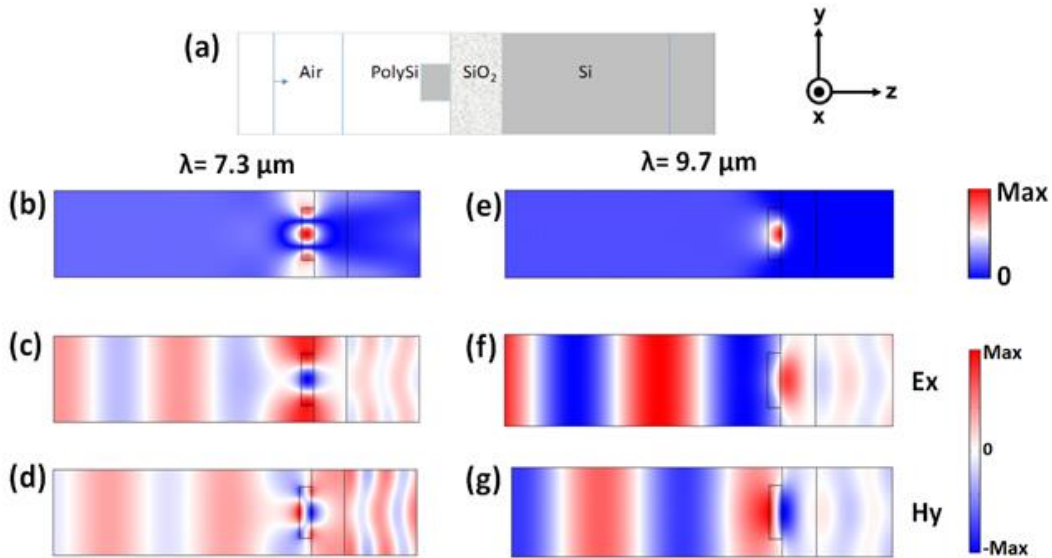 (a)
Air
PolySi
SiO₂
Si
y
z
x
λ= 7.3 μm
λ= 9.7 μm
(b)
(e)
Max
0
(c)
(f)
Ex
Max
0
-Max
(d)
(g)
Hy